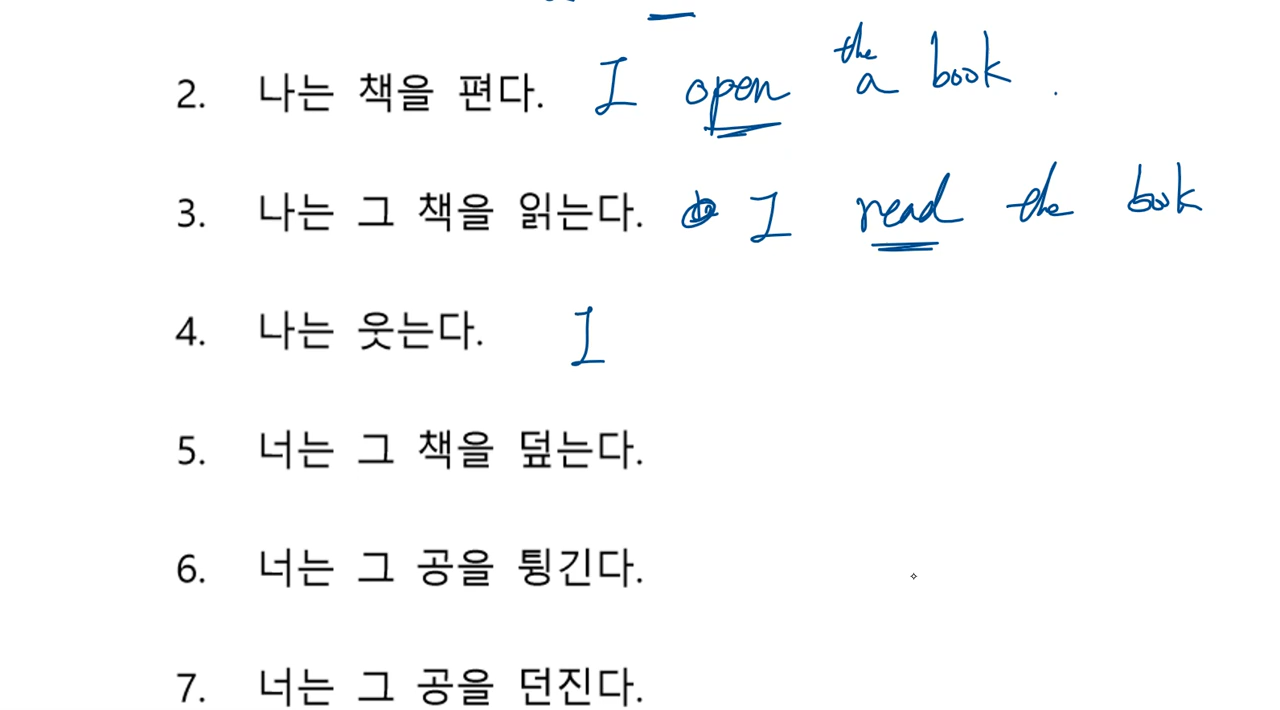 2. 나는 책을 편다. I open the a book .
3. 나는 그 책을 읽는다. I read the book
4. 나는 웃는다. I
5. 너는 그 책을 덮는다.
6. 너는 그 공을 튕긴다.
7. 너는 그 공을 던진다.